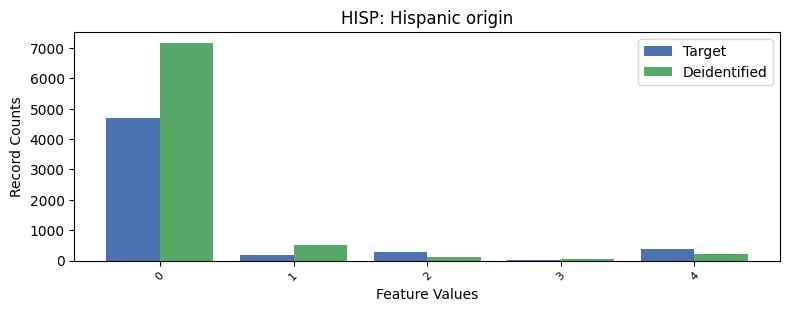 HISP: Hispanic origin
Target
Deidentified
Record Counts
7000
6000
5000
4000
3000
2000
1000
0
0
1
2
3
4
Feature Values